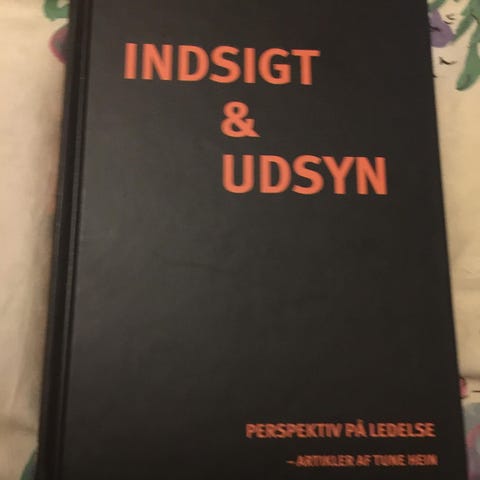 INDSIGT
&
UDSYN
PERSPEKTIV PÅ LEDELSE
– ARTIKLER AF TUNE HEIN